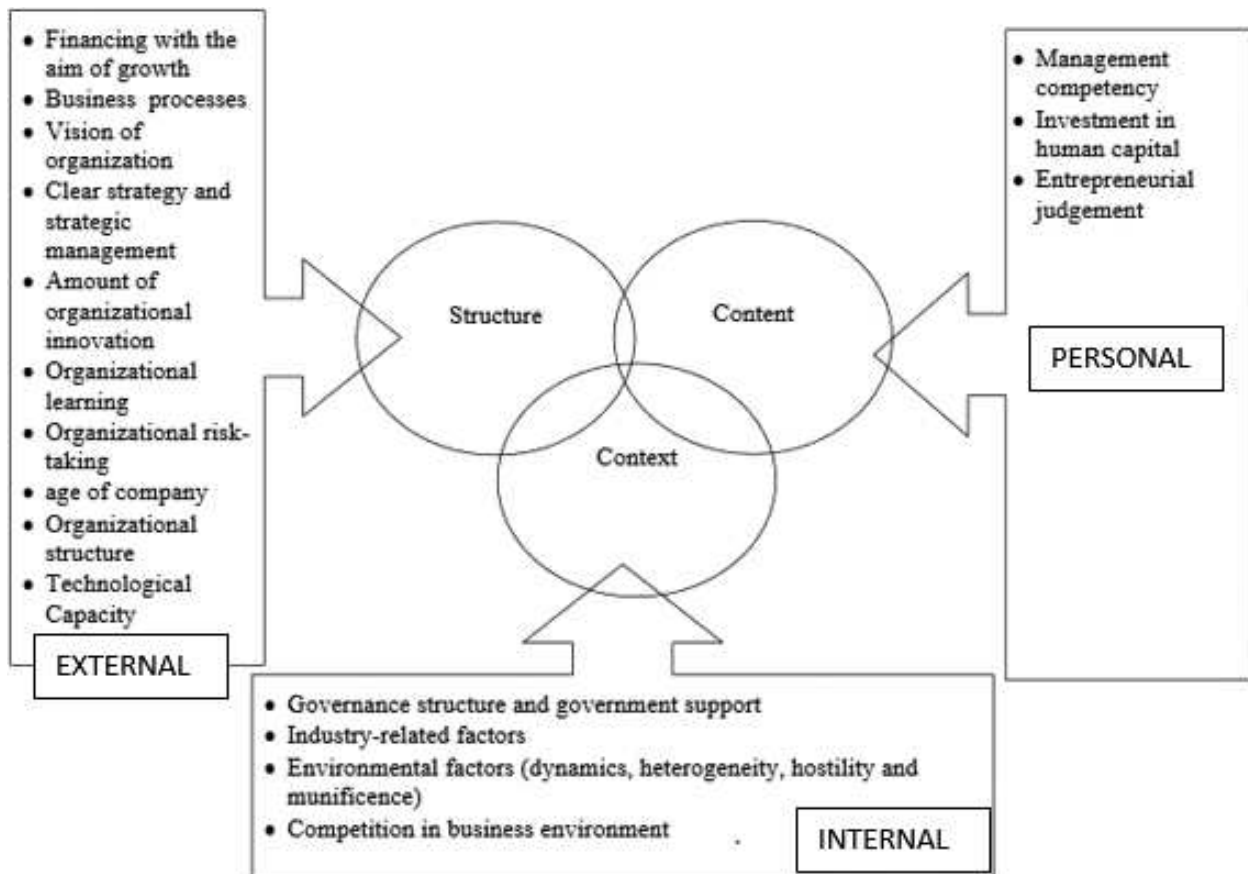 • Financing with the
aim of growth
• Business processes
• Vision of
organization
• Clear strategy and
strategic
management
• Amount of
organizational
innovation
• Organizational
learning
• Organizational risk-
taking
• age of company
• Organizational
structure
• Technological
Capacity
EXTERNAL
Structure
Content
Context
• Management
competency
• Investment in
human capital
• Entrepreneurial
judgement
PERSONAL
• Governance structure and government support
• Industry-related factors
• Environmental factors (dynamics, heterogeneity, hostility and
munificence)
• Competition in business environment .
INTERNAL